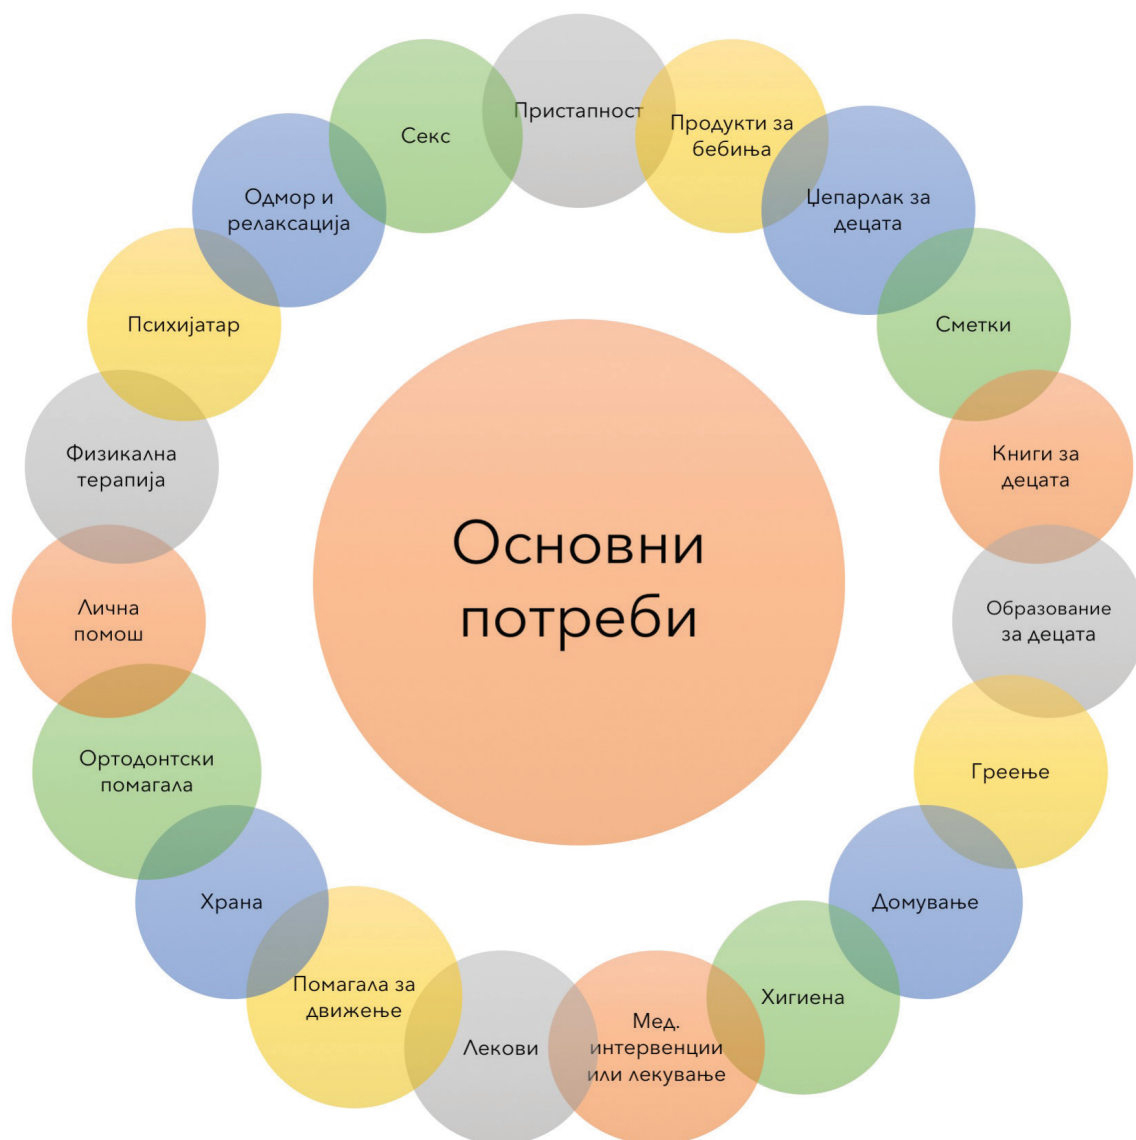 Пристапност
Продукти за
бебиња
Џепарлак за
децата
Сметки
Книги за
децата
Образование
за децата
Греење
Домување
Хигиена
Мед.
интервенции
или лекување
Лекови
Помагала за
движење
Храна
Ортодонтски
помагала
Лична
помош
Физикална
терапија
Психијатар
Одмор и
релаксација
Секс
Основни
потреби